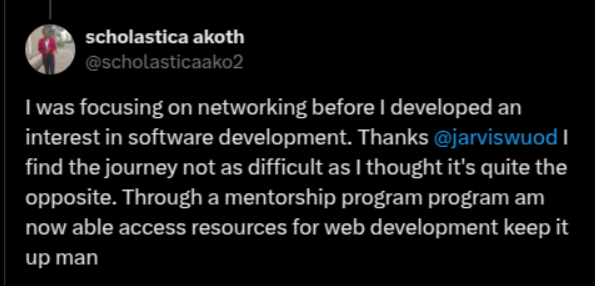 scholastica akoth
@scholasticaako2
I was focusing on networking before I developed an
interest in software development. Thanks @jarviswuod I
find the journey not as difficult as I thought it's quite the
opposite. Through a mentorship program program am
now able access resources for web development keep it
up man